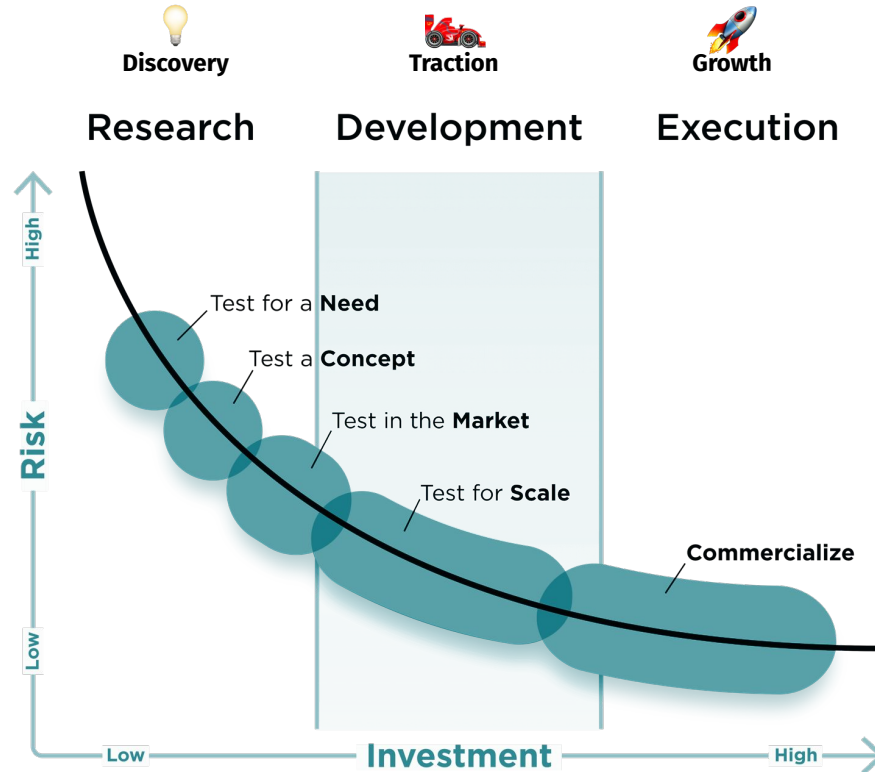 Discovery
Traction
Growth
Research
Development
Execution
High
Test for a Need
Test a Concept
Test in the Market
Risk
Test for Scale
Commercialize
Low
Low
Investment
High